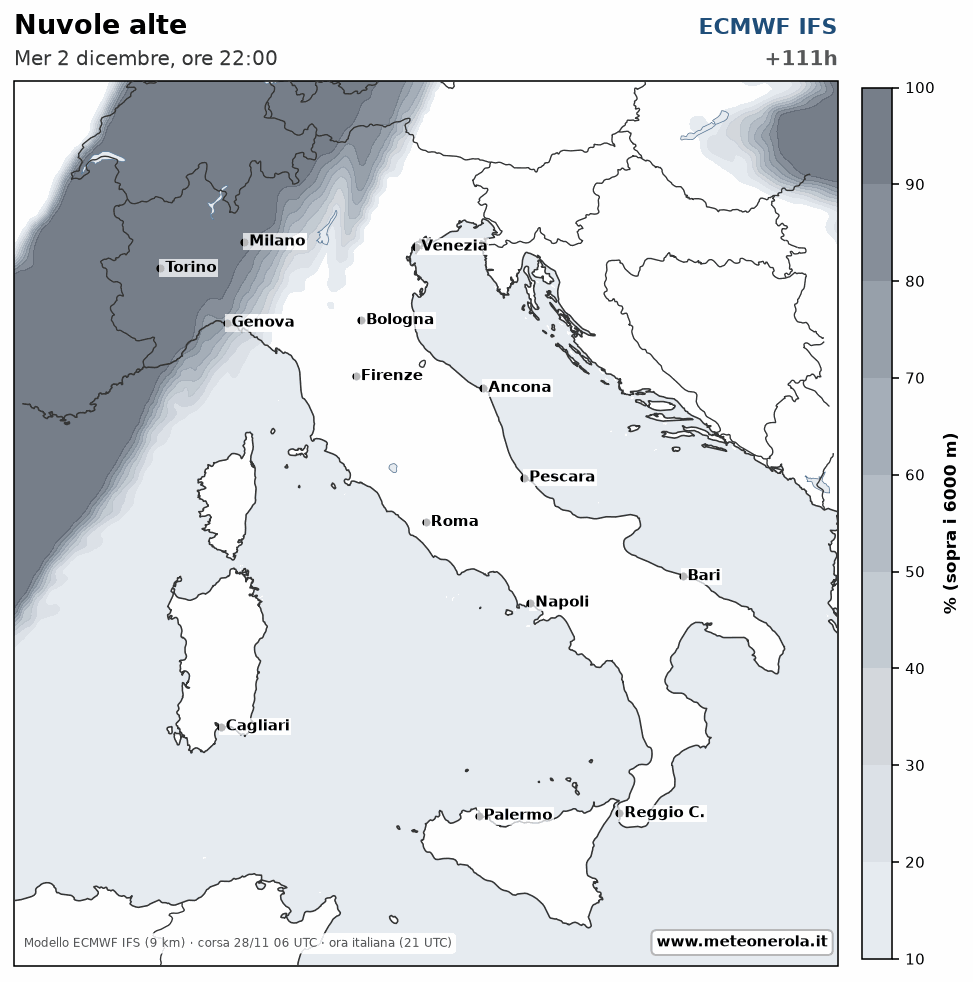 Nuvole alte
ECMWF IFS
Mer 2 dicembre, ore 22:00
+111h
Milano
Torino
Venezia
Genova
Bologna
Firenze
Ancona
Pescara
Roma
Bari
Napoli
Cagliari
Palermo
Reggio C.
100
90
80
70
60
50
40
30
20
10
% (sopra i 6000 m)
Modello ECMWF IFS (9 km) · corsa 28/11 06 UTC · ora italiana (21 UTC)
www.meteonerola.it